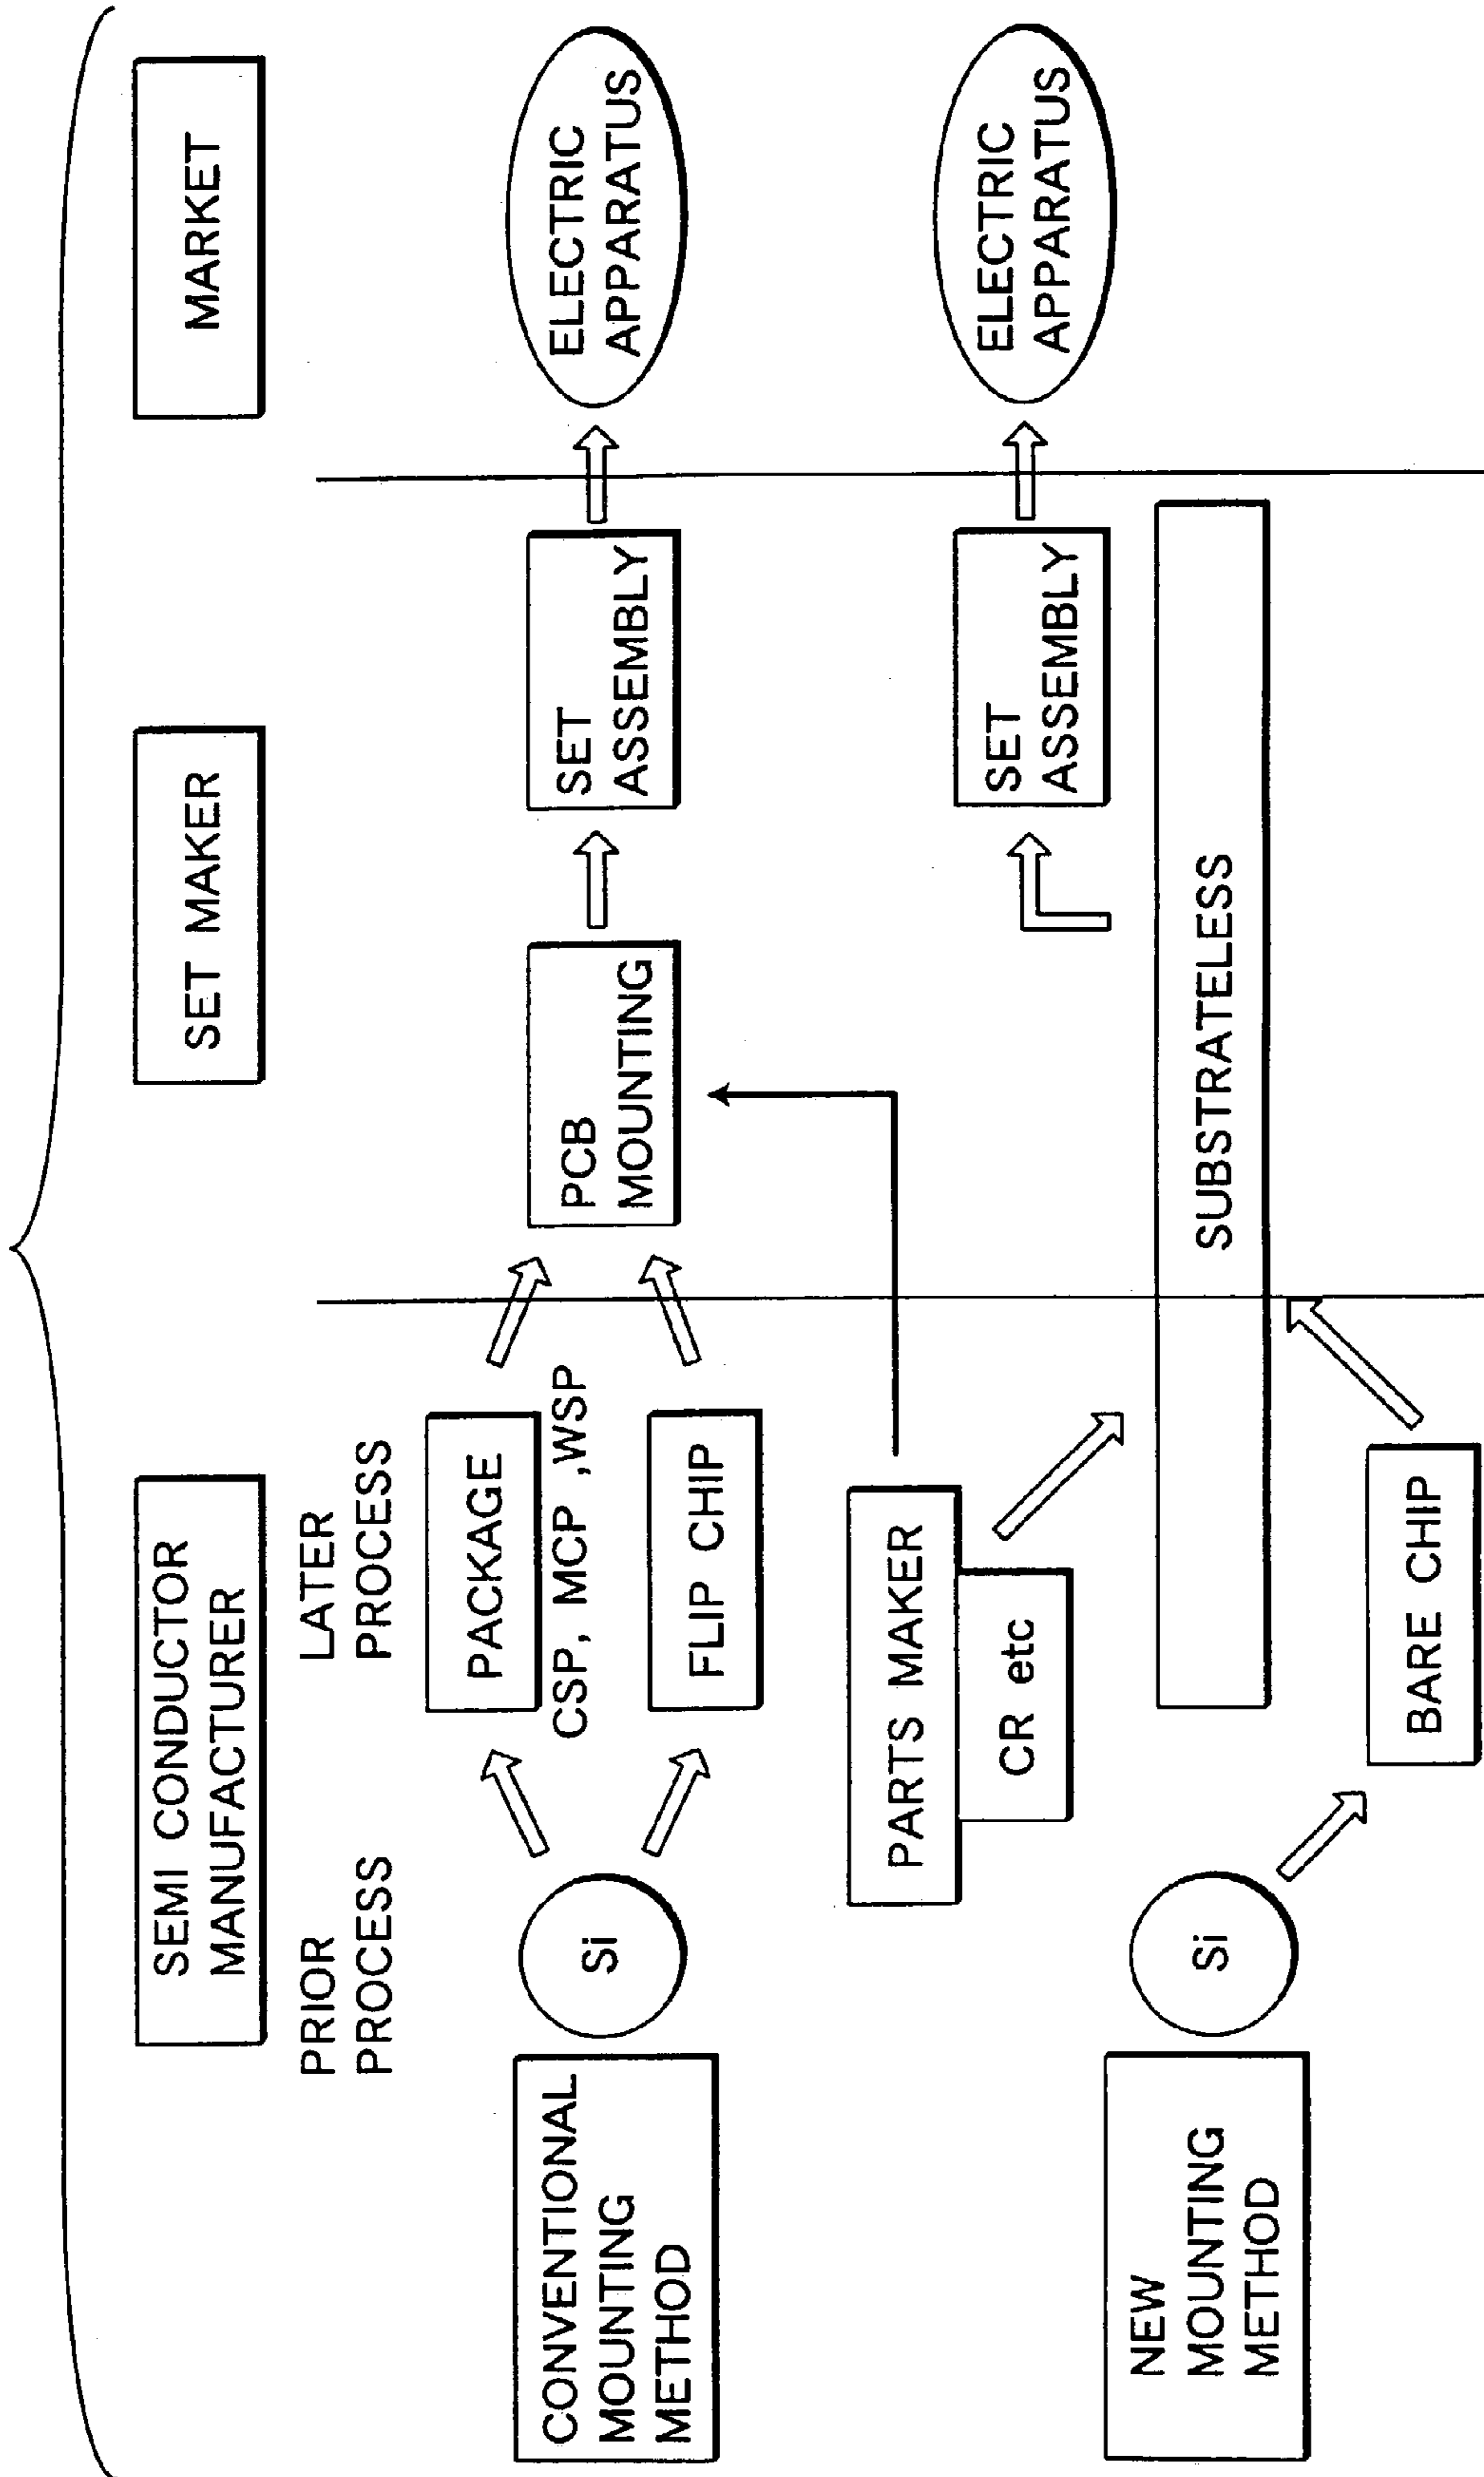 SEMI CONDUCTOR
MANUFACTURER
SET MAKER
MARKET
PRIOR
PROCESS
LATER
PROCESS
CONVENTIONAL
MOUNTING
METHOD
Si
PACKAGE
CSP, MCP ,WSP
FLIP CHIP
PCB
MOUNTING
SET
ASSEMBLY
ELECTRIC
APPARATUS
PARTS MAKER
CR etc
NEW
MOUNTING
METHOD
Si
BARE CHIP
SUBSTRATELESS
SET
ASSEMBLY
ELECTRIC
APPARATUS